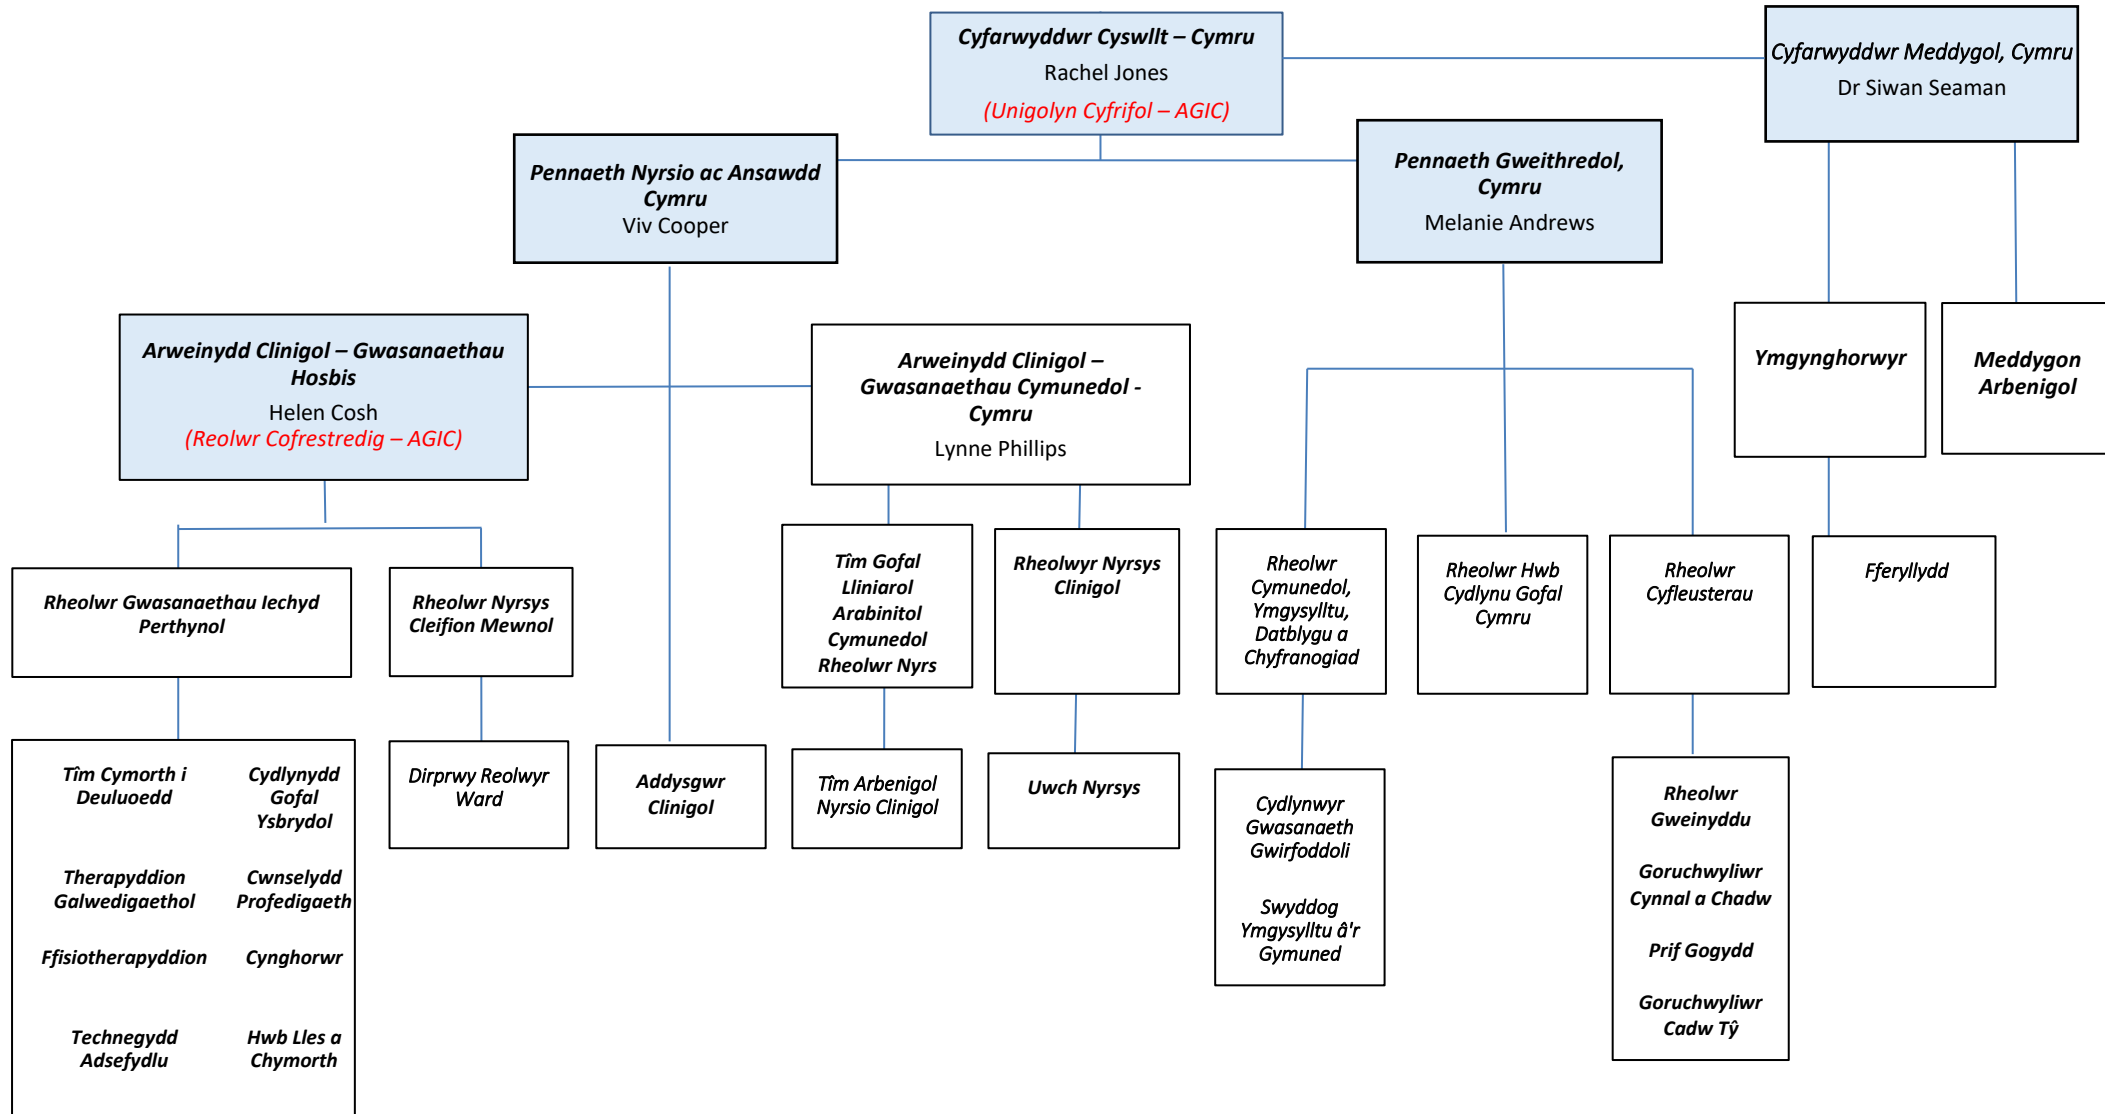 Cyfarwyddwr Cyswllt – Cymru
Rachel Jones
(Unigolyn Cyfrifol – AGIC)
Cyfarwyddwr Meddygol, Cymru
Dr Siwan Seaman
Pennaeth Nyrsio ac Ansawdd
Cymru
Viv Cooper
Pennaeth Gweithredol,
Cymru
Melanie Andrews
Arweinydd Clinigol – Gwasanaethau
Hosbis
Helen Cosh
(Reolwr Cofrestredig – AGIC)
Arweinydd Clinigol –
Gwasanaethau Cymunedol -
Cymru
Lynne Phillips
Ymgynghorwyr
Meddygon
Arbenigol
Rheolwr Gwasanaethau Iechyd
Perthynol
Rheolwr Nyrsys
Cleifion Mewnol
Tîm Gofal
Lliniarol
Arabinitol
Cymunedol
Rheolwr Nyrs
Rheolwyr Nyrsys
Clinigol
Rheolwr
Cymunedol,
Ymgysylltu,
Datblygu a
Chyfranogiad
Rheolwr Hwb
Cydlynu Gofal
Cymru
Rheolwr
Cyfleusterau
Fferyllydd
Tîm Cymorth i
Deuluoedd
Cydlynydd
Gofal
Ysbrydol
Therapyddion
Galwedigaethol
Cwnselydd
Profedigaeth
Ffisiotherapyddion
Cynghorwr
Technegydd
Adsefydlu
Hwb Lles a
Chymorth
Dirprwy Reolwyr
Ward
Addysgwr
Clinigol
Tîm Arbenigol
Nyrsio Clinigol
Uwch Nyrsys
Cydlynwyr
Gwasanaeth
Gwirfoddoli
Swyddog
Ymgysylltu â'r
Gymuned
Rheolwr
Gweinyddu
Goruchwyliwr
Cynnal a Chadw
Prif Gogydd
Goruchwyliwr
Cadw Tŷ